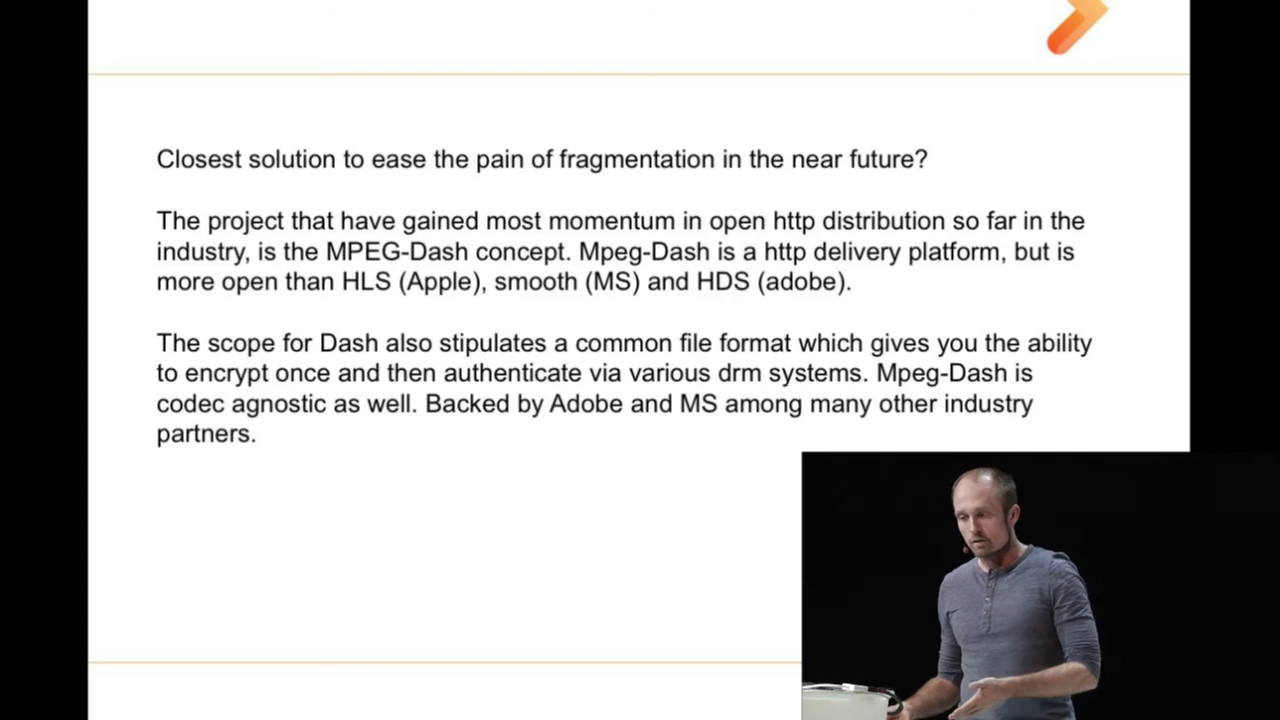 Closest solution to ease the pain of fragmentation in the near future?
The project that have gained most momentum in open http distribution so far in the
industry, is the MPEG-Dash concept. Mpeg-Dash is a http delivery platform, but is
more open than HLS (Apple), smooth (MS) and HDS (adobe).
The scope for Dash also stipulates a common file format which gives you the ability
to encrypt once and then authenticate via various drm systems. Mpeg-Dash is
codec agnostic as well. Backed by Adobe and MS among many other industry
partners.